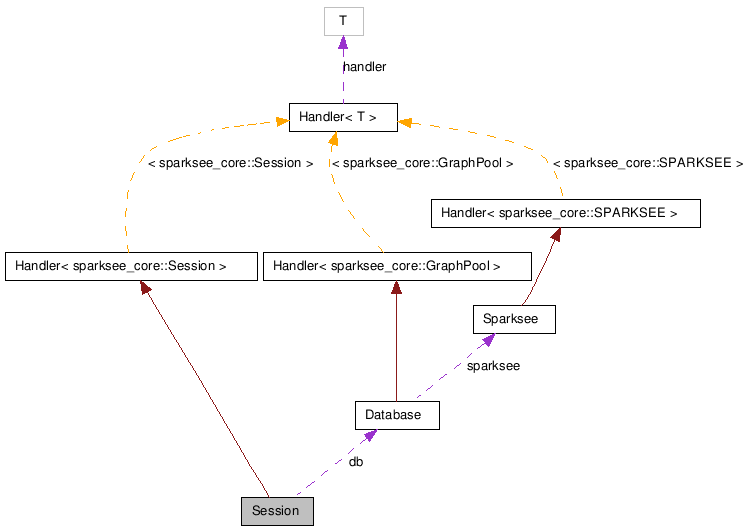 T
handler
Handler< T >
< sparksee_core::Session >
< sparksee_core::GraphPool >
< sparksee_core::SPARKSEE >
Handler< sparksee_core::SPARKSEE >
Handler< sparksee_core::Session >
Handler< sparksee_core::GraphPool >
Sparksee
sparksee
Database
db
Session